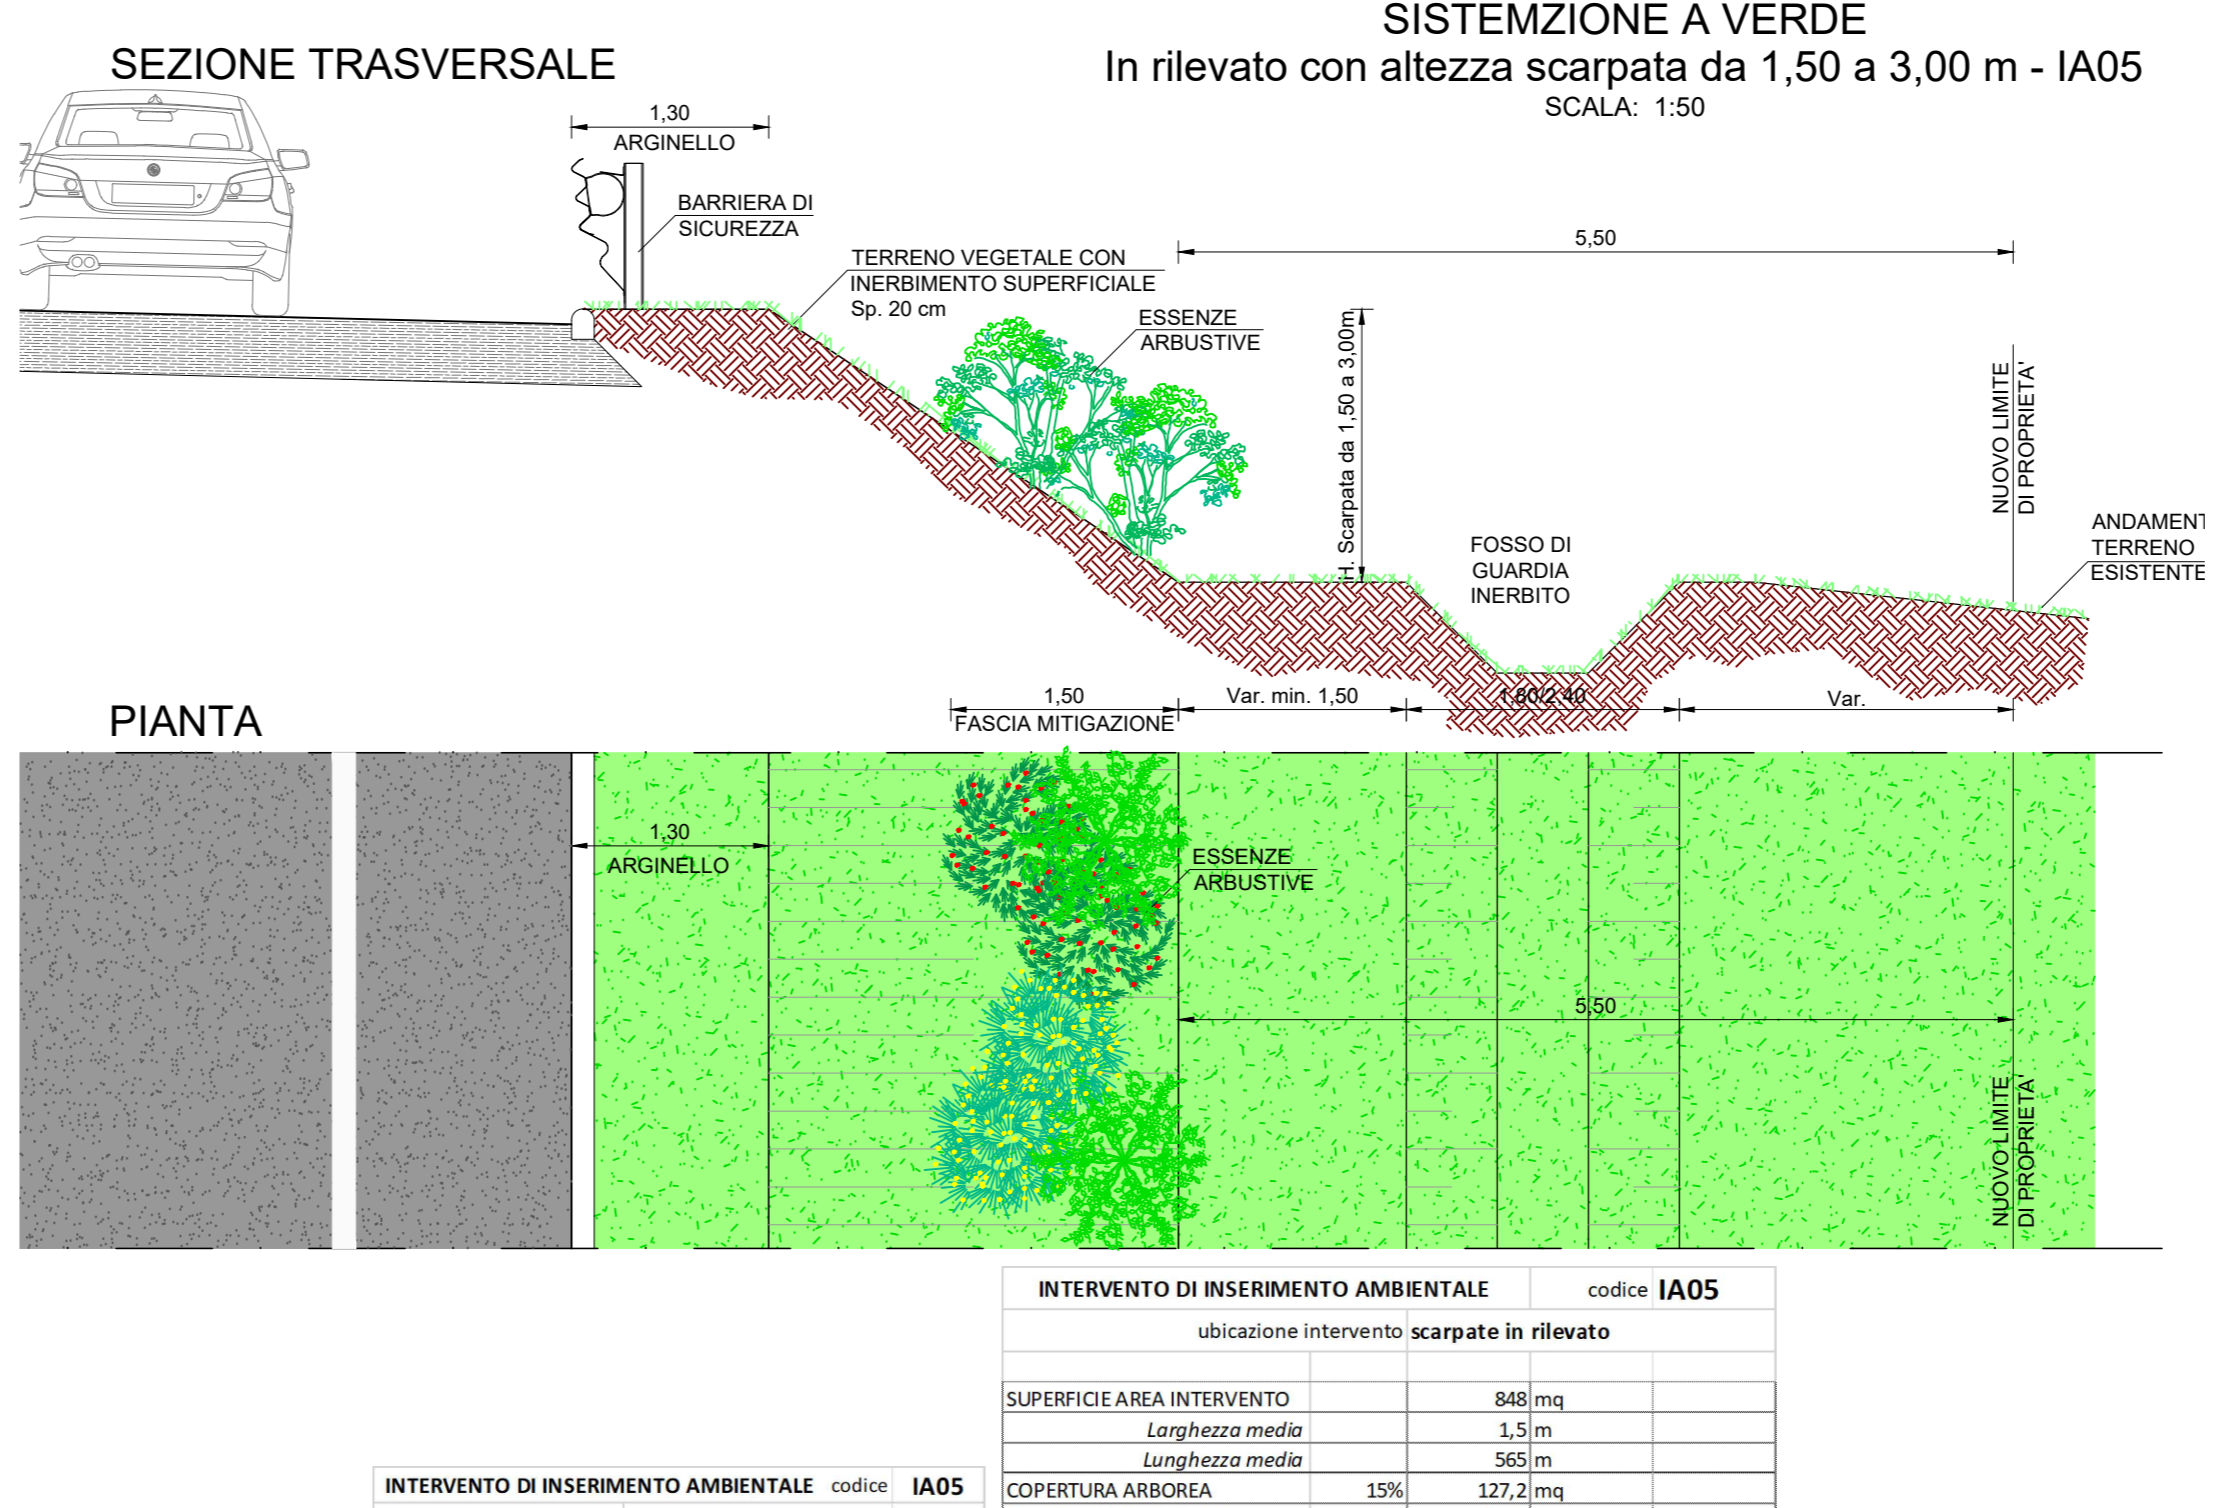 SISTEMZIONE A VERDE
In rilevato con altezza scarpata da 1,50 a 3,00 m - IA05
SCALA: 1:50
SEZIONE TRASVERSALE
1,30
ARGINELLO
BARRIERA DI
SICUREZZA
TERRENO VEGETALE CON
INERBIMENTO SUPERFICIALE
Sp. 20 cm
ESSENZE
ARBUSTIVE
5,50
H. Scarpata da 1,50 a 3,00m
FOSSO DI
GUARDIA
INERBITO
NUOVO LIMITE
DI PROPRIETA'
ANDAMENT
TERRENO
ESISTENTE
1,50
FASCIA MITIGAZIONE
Var. min. 1,50
1,80/2,40
Var.
PIANTA
1,30
ARGINELLO
ESSENZE
ARBUSTIVE
5,50
NUOVO LIMITE
DI PROPRIETA'
INTERVENTO DI INSERIMENTO AMBIENTALE codice IA05
ubicazione intervento scarpate in rilevato
SUPERFICIE AREA INTERVENTO 848 mq
Larghezza media 1,5 m
Lunghezza media 565 m
COPERTURA ARBOREA 15% 127,2 mq
INTERVENTO DI INSERIMENTO AMBIENTALE codice IA05